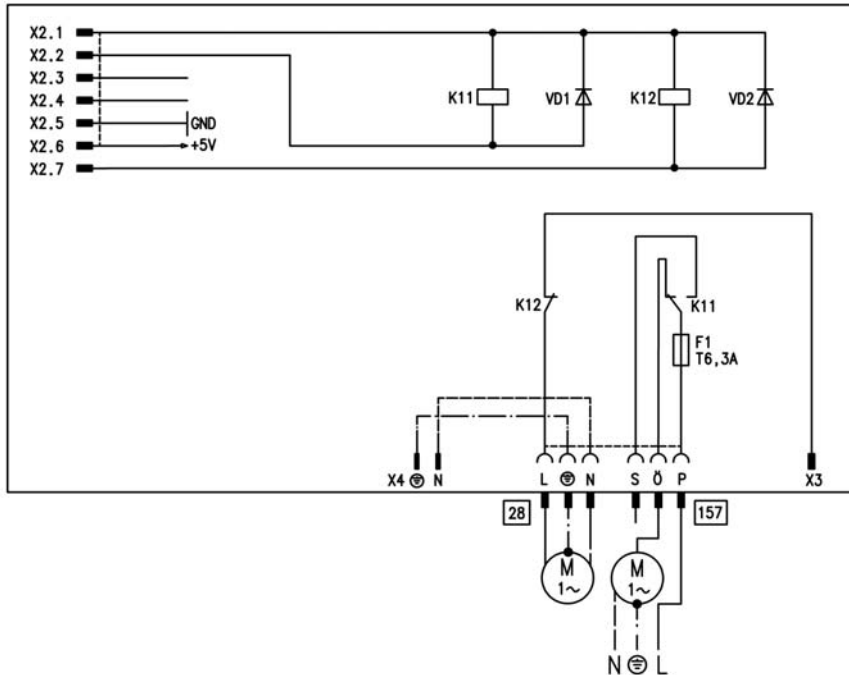 X2.1
X2.2
X2.3
X2.4
X2.5 GND
X2.6 +5V
X2.7
K11 VD1 K12 VD2
K12 K11
F1
T6,3A
X4 N L N S Ö P X3
28 157
M M
1~ 1~
N L